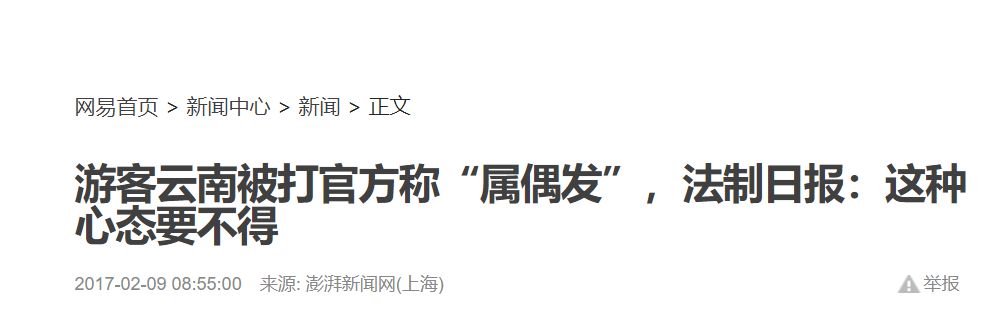 网易首页 > 新闻中心 > 新闻 > 正文
游客云南被打官方称“属偶发”，法制日报：这种
心态要不得
2017-02-09 08:55:00 来源: 澎湃新闻网(上海) 举报